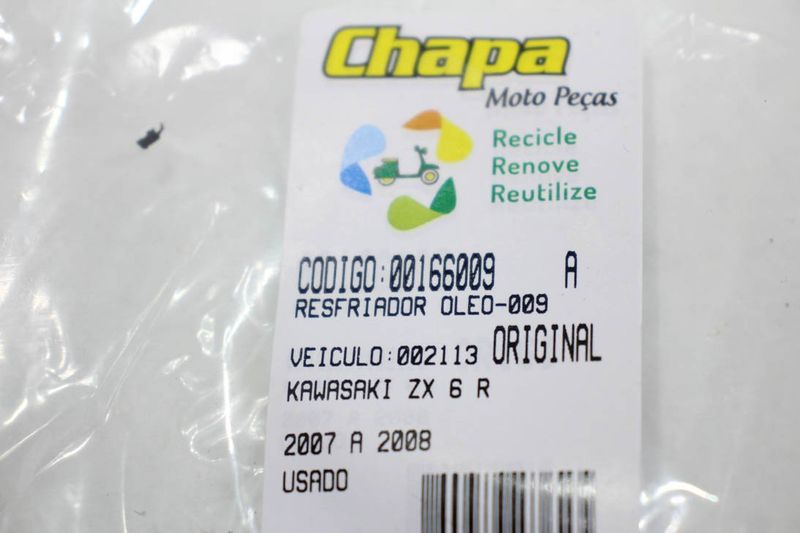 Chapa
Moto Peças
Recicle
Renove
Reutilize
CODIGO:00166009 A
RESFRIADOR OLEO-009
VEICULO:002113 ORIGINAL
KAWASAKI ZX 6 R
2007 A 2008
USADO